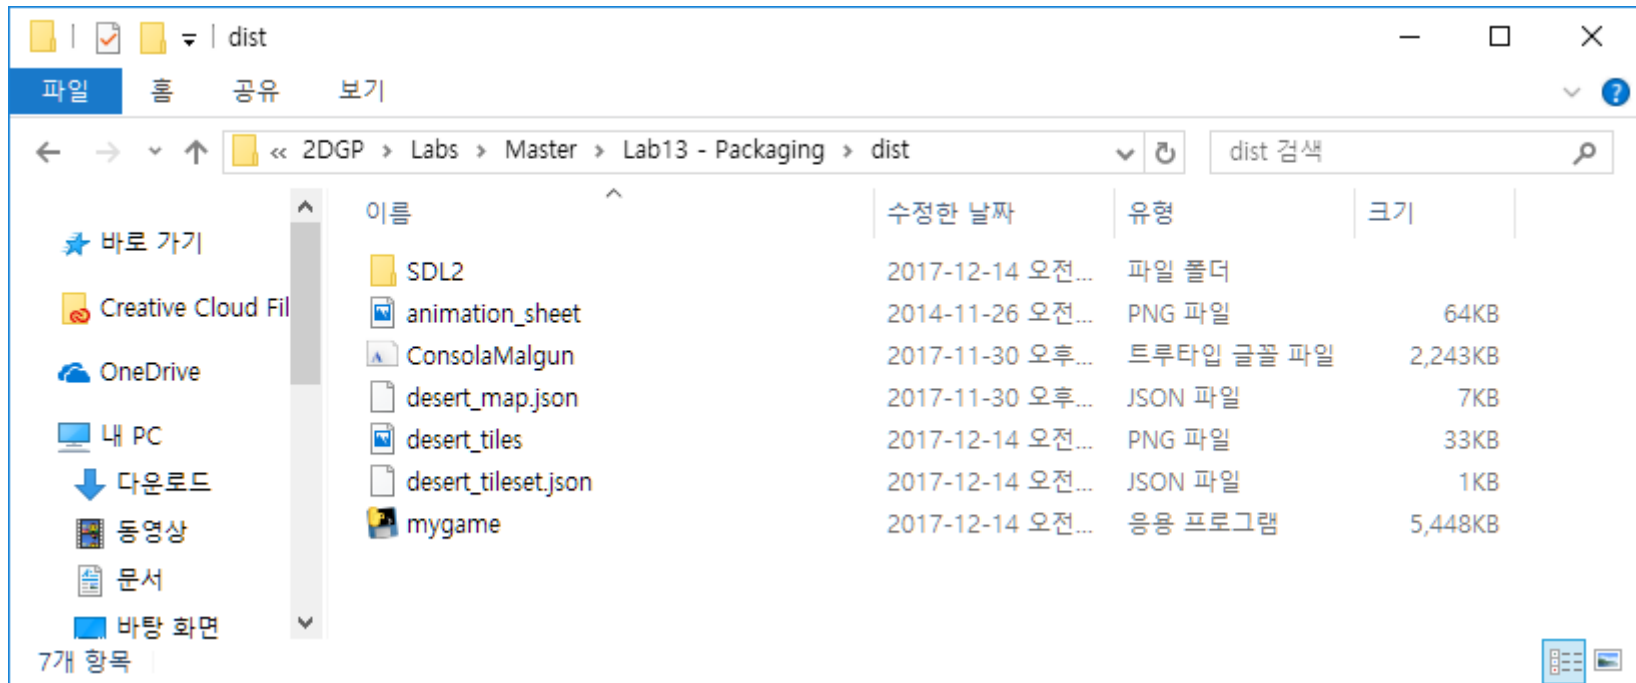 dist
파일 홈 공유 보기
« 2DGP > Labs > Master > Lab13 - Packaging > dist
dist 검색
이름 수정한 날짜 유형 크기
바로 가기
Creative Cloud Fil
OneDrive
내 PC
다운로드
동영상
문서
바탕 화면
SDL2 2017-12-14 오전... 파일 폴더
animation_sheet 2014-11-26 오전... PNG 파일 64KB
ConsolaMalgun 2017-11-30 오후... 트루타입 글꼴 파일 2,243KB
desert_map.json 2017-11-30 오후... JSON 파일 7KB
desert_tiles 2017-12-14 오전... PNG 파일 33KB
desert_tileset.json 2017-12-14 오전... JSON 파일 1KB
mygame 2017-12-14 오전... 응용 프로그램 5,448KB
7개 항목